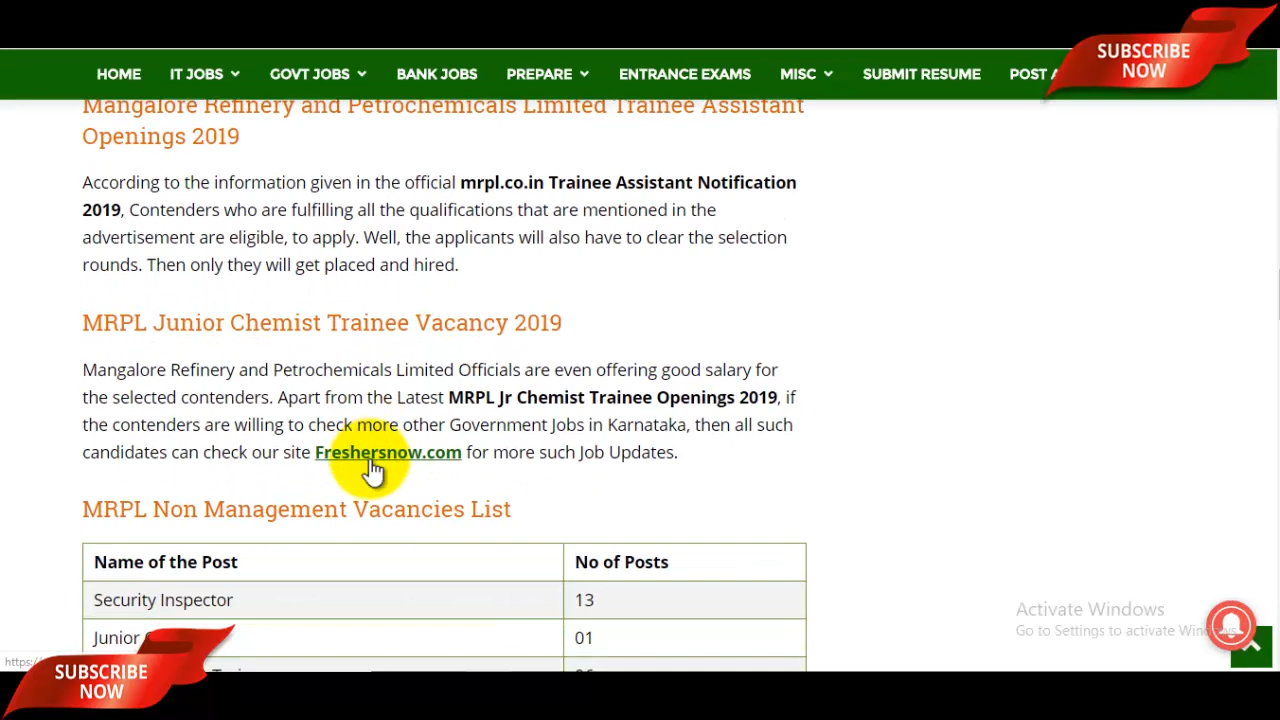 SUBSCRIBE
NOW
HOME IT JOBS GOVT JOBS BANK JOBS PREPARE ENTRANCE EXAMS MISC SUBMIT RESUME POST
Mangalore Refinery and Petrochemicals Limited Trainee Assistant
Openings 2019
According to the information given in the official mrpl.co.in Trainee Assistant Notification
2019, Contenders who are fulfilling all the qualifications that are mentioned in the
advertisement are eligible, to apply. Well, the applicants will also have to clear the selection
rounds. Then only they will get placed and hired.
MRPL Junior Chemist Trainee Vacancy 2019
Mangalore Refinery and Petrochemicals Limited Officials are even offering good salary for
the selected contenders. Apart from the Latest MRPL Jr Chemist Trainee Openings 2019, if
the contenders are willing to check more other Government Jobs in Karnataka, then all such
candidates can check our site Freshersnow.com for more such Job Updates.
MRPL Non Management Vacancies List
Name of the Post No of Posts
Security Inspector 13
Junior 01
Activate Windows
Go to Settings to activate Windows.
https:/
SUBSCRIBE
NOW